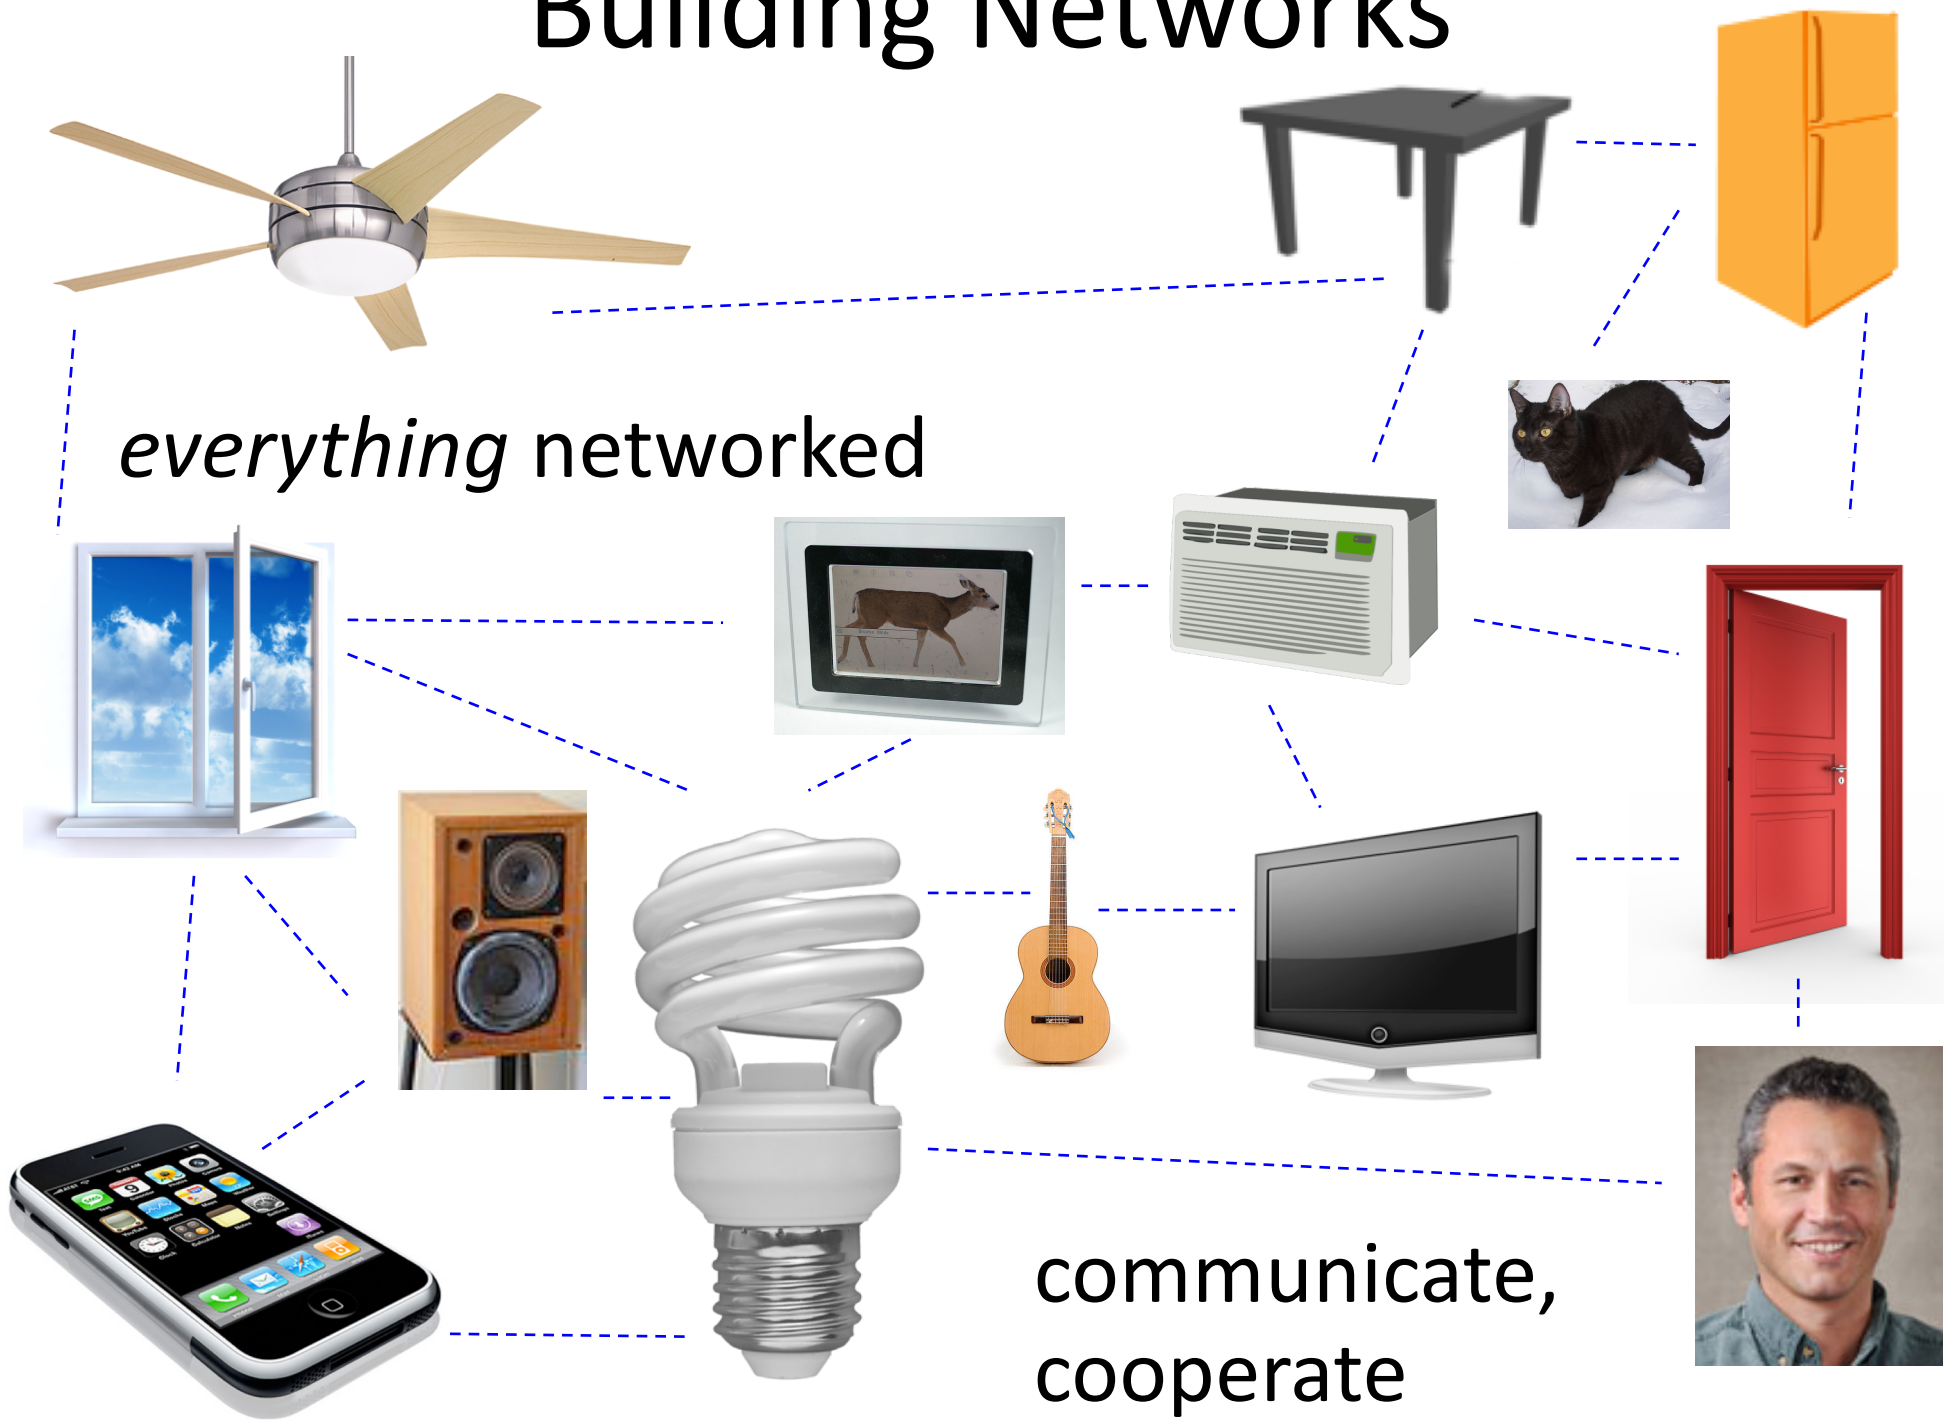 Building Networks
everything networked
communicate,
cooperate